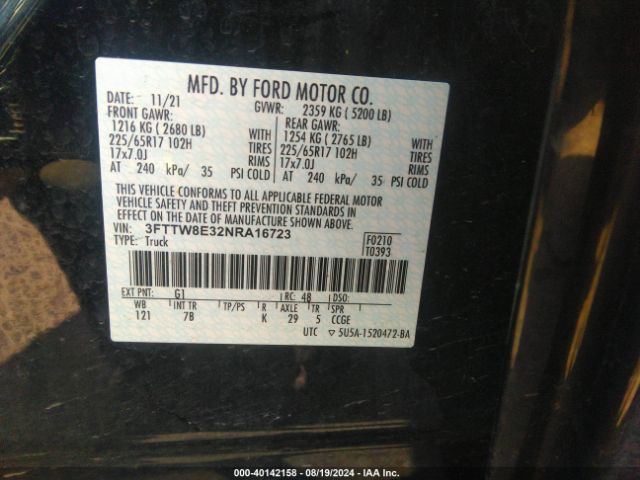 MFD. BY FORD MOTOR CO.
DATE: 11/21 GVWR: 2359 KG ( 5200 LB)
FRONT GAWR: REAR GAWR:
1216 KG ( 2680 LB) WITH 1254 KG ( 2765 LB) WITH
225/65R17 102H TIRES 225/65R17 102H TIRES
17x7.0J RIMS 17x7.0J RIMS
AT 240 kPa/ 35 PSI COLD AT 240 kPa/ 35 PSI COLD
THIS VEHICLE CONFORMS TO ALL APPLICABLE FEDERAL MOTOR
VEHICLE SAFETY AND THEFT PREVENTION STANDARDS IN
EFFECT ON THE DATE OF MANUFACTURE SHOWN ABOVE.
VIN: 3FTTW8E32NRA16723 F0210
TYPE: Truck T0393
EXT PNT: G1 RC: 48 DSO:
WB INT TR TP/PS R AXLE TR SPR
121 7B K 29 5 CCGE
UTC ▽ 5U5A-1520472-BA
000-40142158 - 08/19/2024 - IAA Inc.